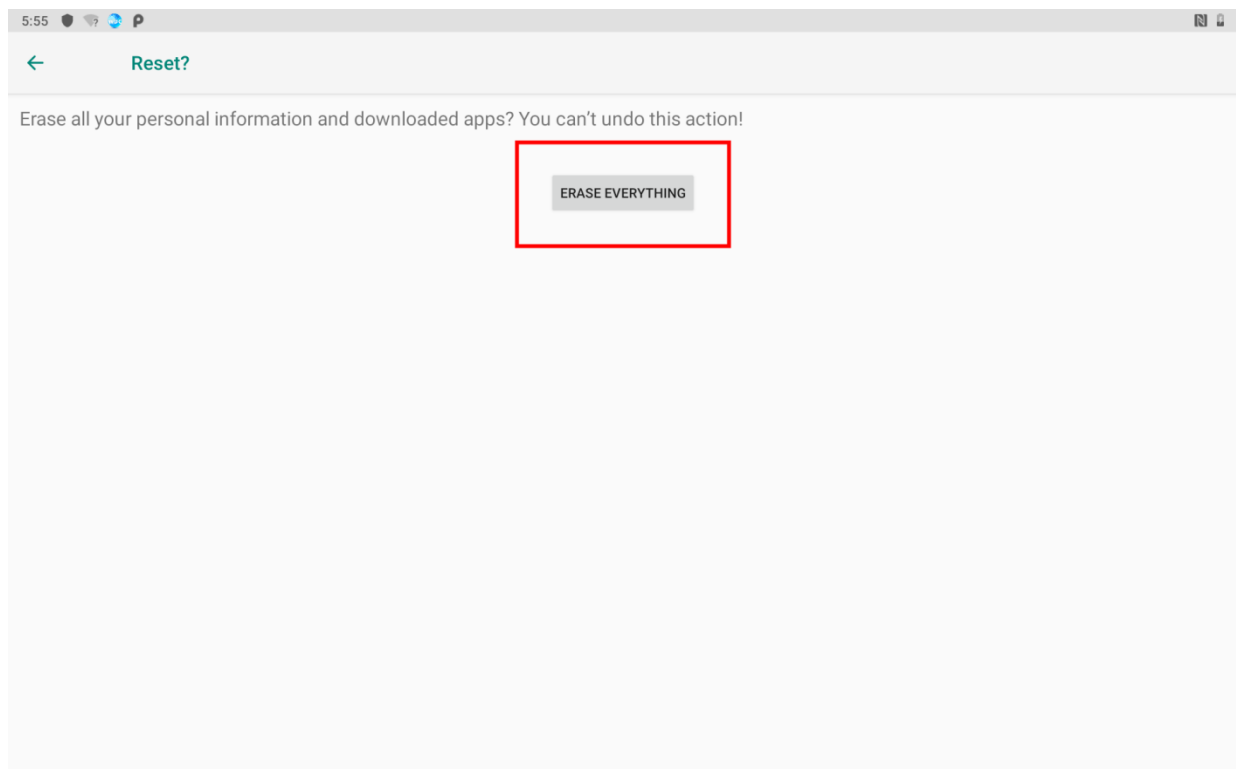 5:55
Reset?
Erase all your personal information and downloaded apps? You can't undo this action!
ERASE EVERYTHING